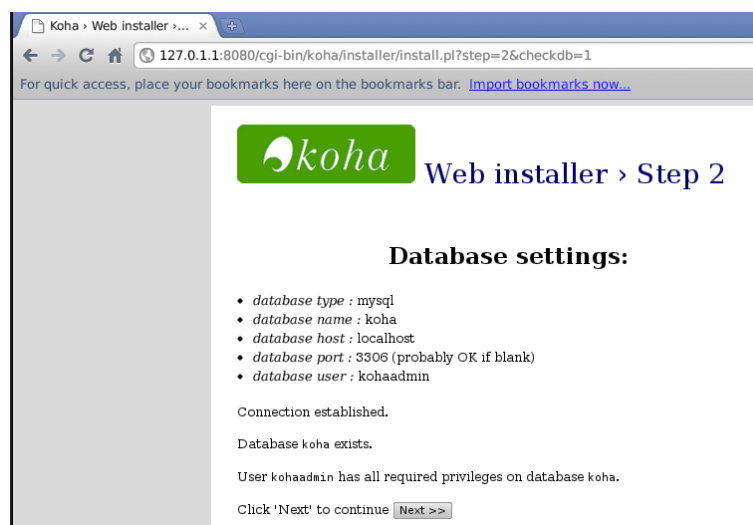 Koha › Web installer ›...
127.0.1.1:8080/cgi-bin/koha/installer/install.pl?step=2&checkdb=1
For quick access, place your bookmarks here on the bookmarks bar. Import bookmarks now...
koha
Web installer › Step 2
Database settings:
• database type : mysql
• database name : koha
• database host : localhost
• database port : 3306 (probably OK if blank)
• database user : kohaadmin
Connection established.
Database koha exists.
User kohaadmin has all required privileges on database koha.
Click 'Next' to continue Next >>